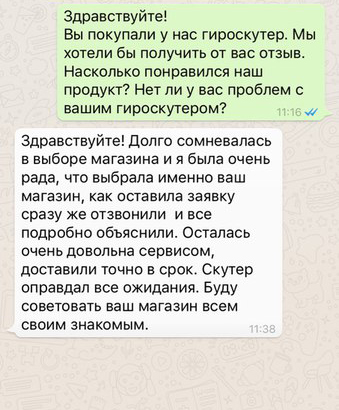 Здравствуйте!
Вы покупали у нас гироскутер. Мы
хотели бы получить от вас отзыв.
Насколько понравился наш
продукт? Нет ли у вас проблем с
вашим гироскутером?
11:16
Здравствуйте! Долго сомневалась
в выборе магазина и я была очень
рада, что выбрала именно ваш
магазин, как оставила заявку
сразу же отзвонили и все
подробно объяснили. Осталась
очень довольна сервисом,
доставили точно в срок. Скутер
оправдал все ожидания. Буду
советовать ваш магазин всем
своим знакомым.
11:38